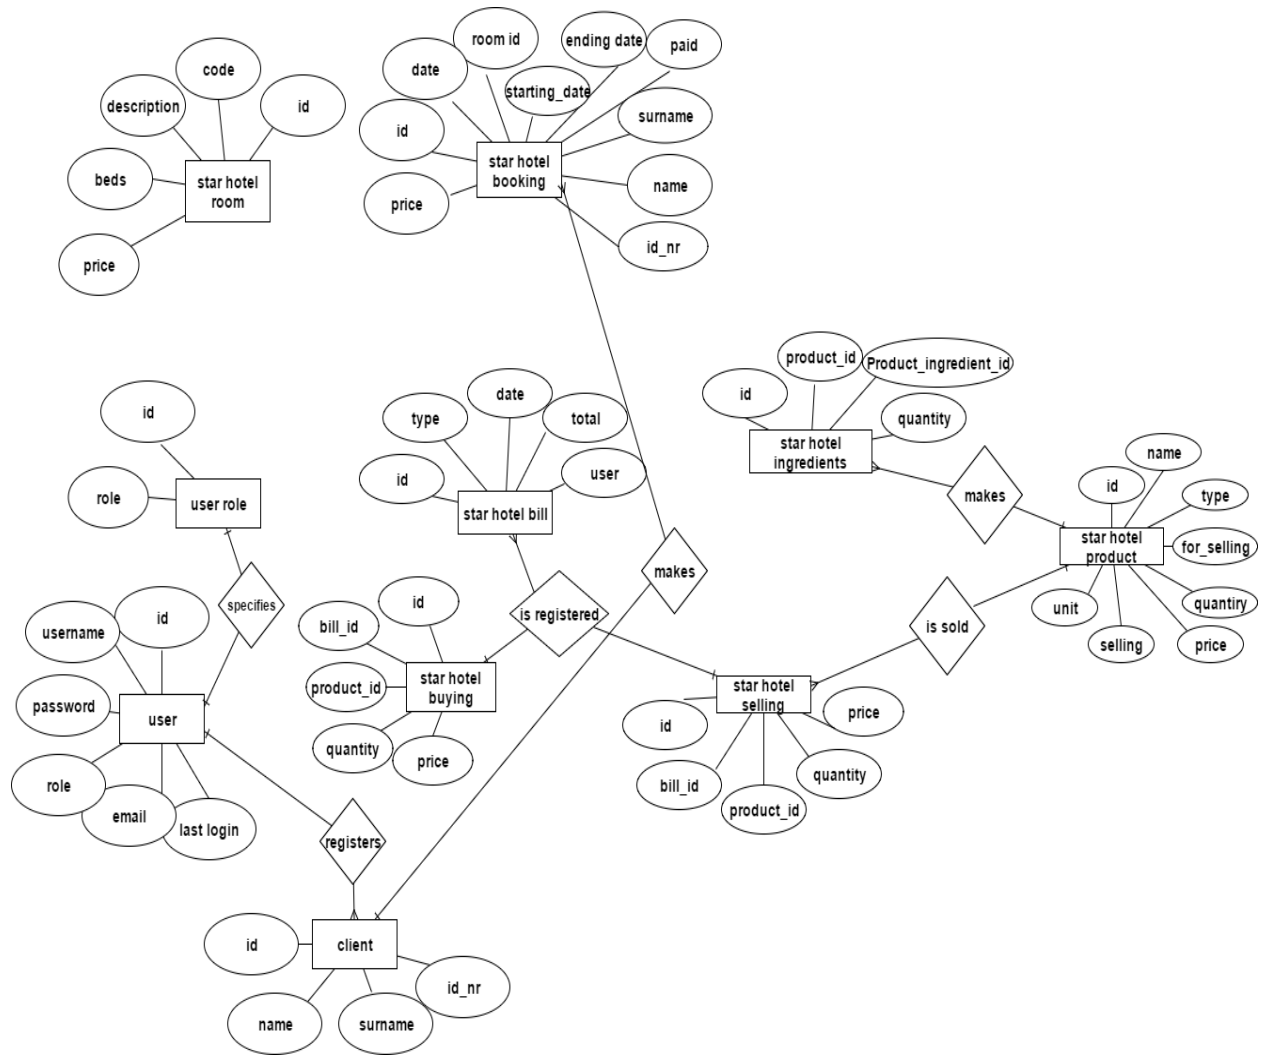 code
description
id
beds
star hotel
room
price
room id
ending date
paid
date
starting_date
surname
id
star hotel
booking
name
price
id_nr
id
role
user role
specifies
username
id
password
user
role
email
last login
date
type
total
id
user
star hotel bill
is registered
makes
id
bill_id
product_id
star hotel
buying
quantity
price
product_id
Product_ingredient_id
id
quantity
star hotel
ingredients
makes
name
id
type
star hotel
product
for_selling
unit
quantiry
selling
price
is sold
star hotel
selling
id
price
bill_id
quantity
product_id
registers
id
client
id_nr
name
surname